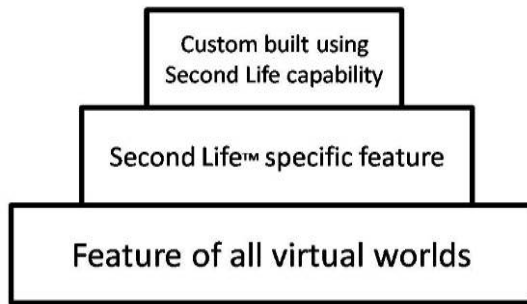 Custom built using
Second Life capability
Second Life™ specific feature
Feature of all virtual worlds